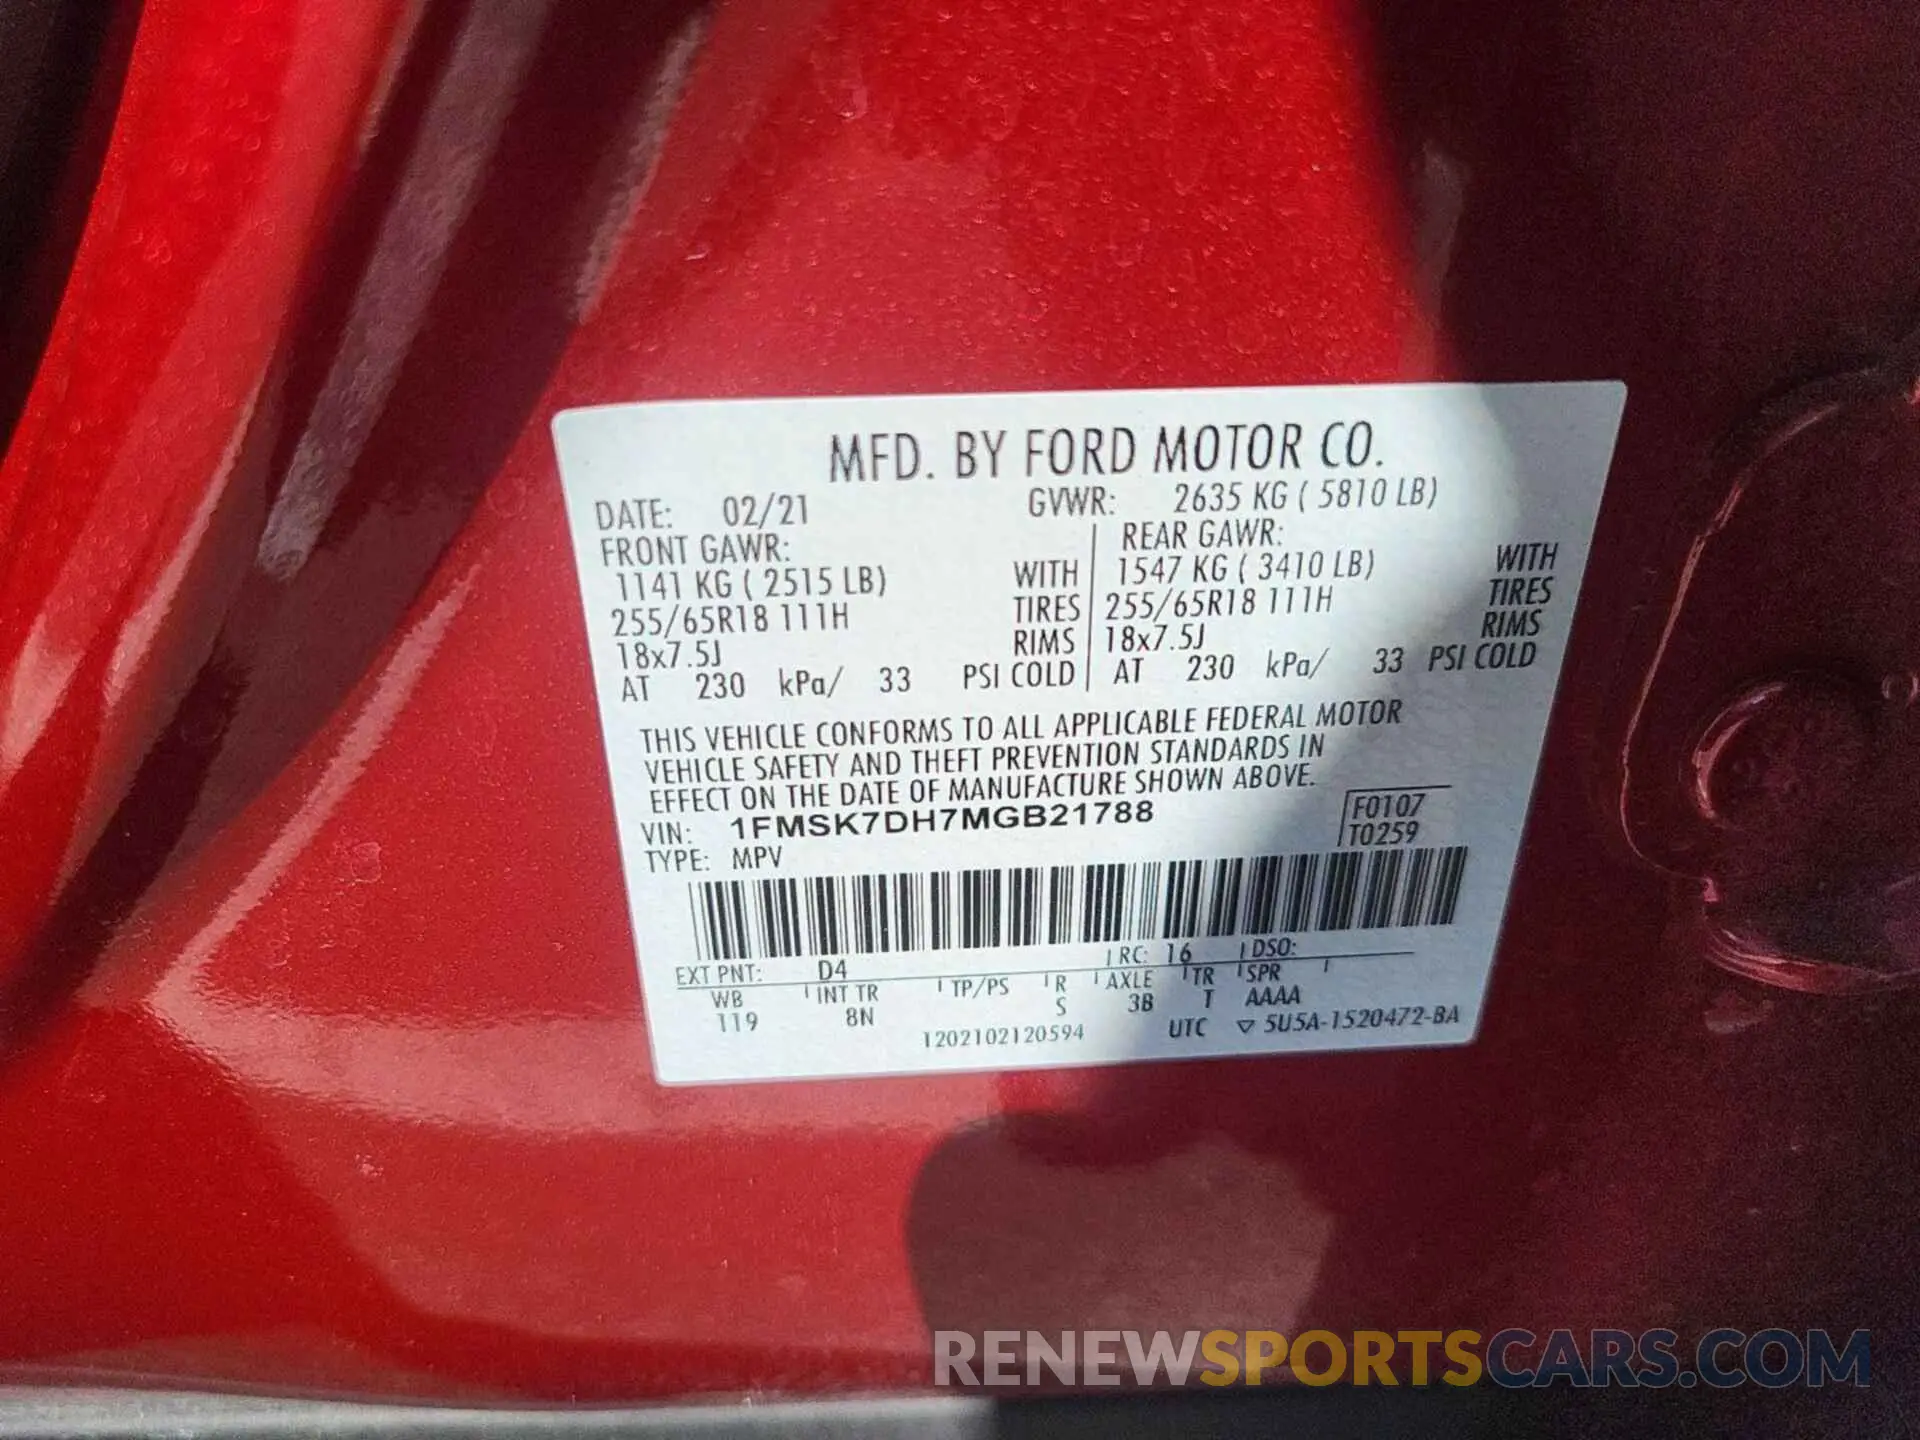 MFD. BY FORD MOTOR CO.
DATE: 02/21 GVWR: 2635 KG ( 5810 LB)
FRONT GAWR: REAR GAWR:
1141 KG ( 2515 LB) WITH 1547 KG ( 3410 LB) WITH
255/65R18 111H TIRES 255/65R18 111H TIRES
18x7.5J RIMS 18x7.5J RIMS
AT 230 kPa/ 33 PSI COLD AT 230 kPa/ 33 PSI COLD
THIS VEHICLE CONFORMS TO ALL APPLICABLE FEDERAL MOTOR
VEHICLE SAFETY AND THEFT PREVENTION STANDARDS IN
EFFECT ON THE DATE OF MANUFACTURE SHOWN ABOVE.
VIN: 1FMSK7DH7MGB21788 F0107
TYPE: MPV T0259
EXT PNT: D4 RC: 16 DSO:
WB INT TR TP/PS R AXLE TR SPR
119 8N S 3B T AAAA
1202102120594 UTC ▽ 5U5A-1520472-BA
RENEWSPORTSCARS.COM